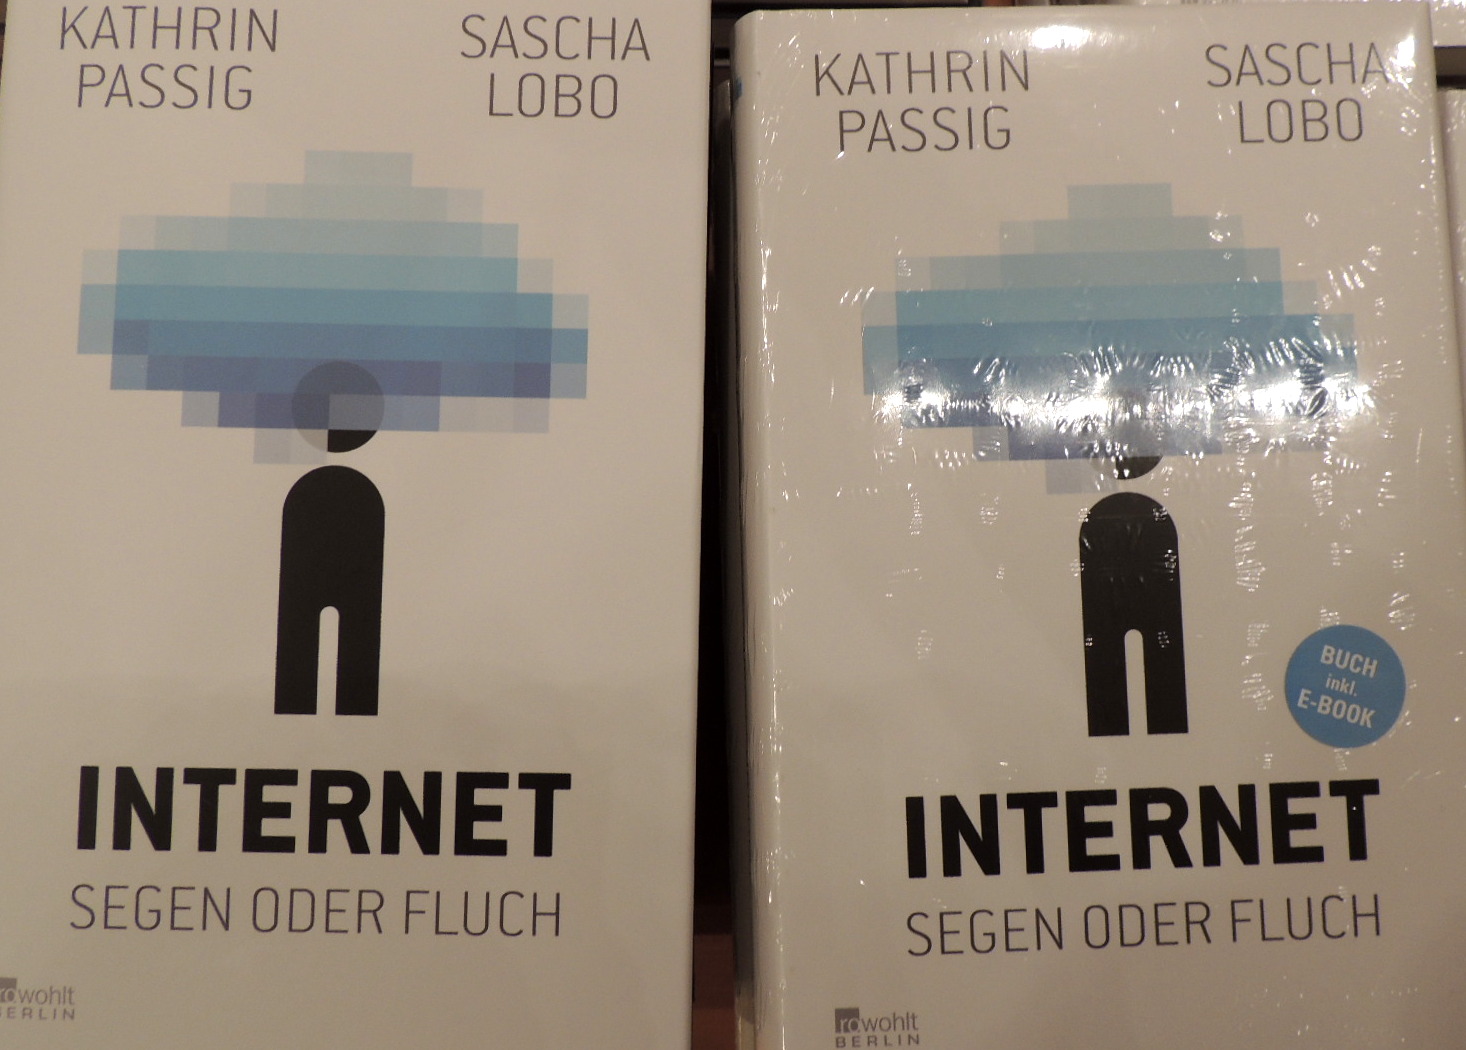 KATHRIN
PASSIG
SASCHA
LOBO
INTERNET
SEGEN ODER FLUCH
rowohlt
BERLIN
KATHRIN
PASSIG
SASCHA
LOBO
BUCH
inkl.
E-BOOK
INTERNET
SEGEN ODER FLUCH
rowohlt
BERLIN